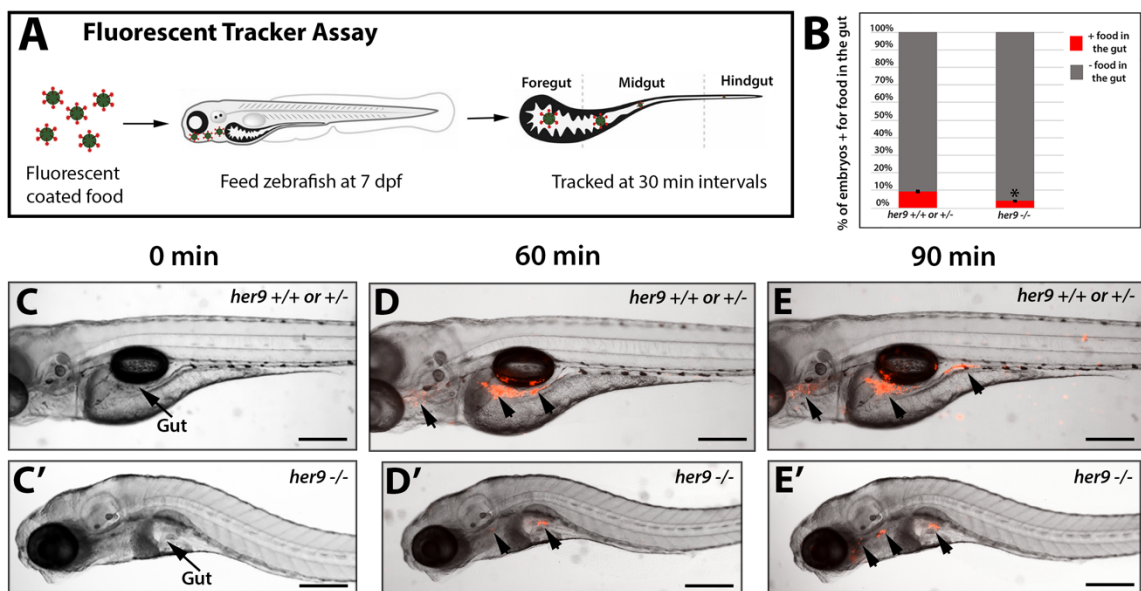 A Fluorescent Tracker Assay
Foregut
Midgut
Hindgut
Fluorescent
coated food
Feed zebrafish at 7 dpf
Tracked at 30 min intervals
B
% of embryos + for food in the gut
100%
90%
80%
70%
60%
50%
40%
30%
20%
10%
0%
*
her9 +/+ or +/-
her9 -/-
+ food in
the gut
- food in
the gut
0 min
60 min
90 min
C
her9 +/+ or +/-
Gut
D
her9 +/+ or +/-
E
her9 +/+ or +/-
C'
her9 -/-
Gut
D'
her9 -/-
E'
her9 -/-